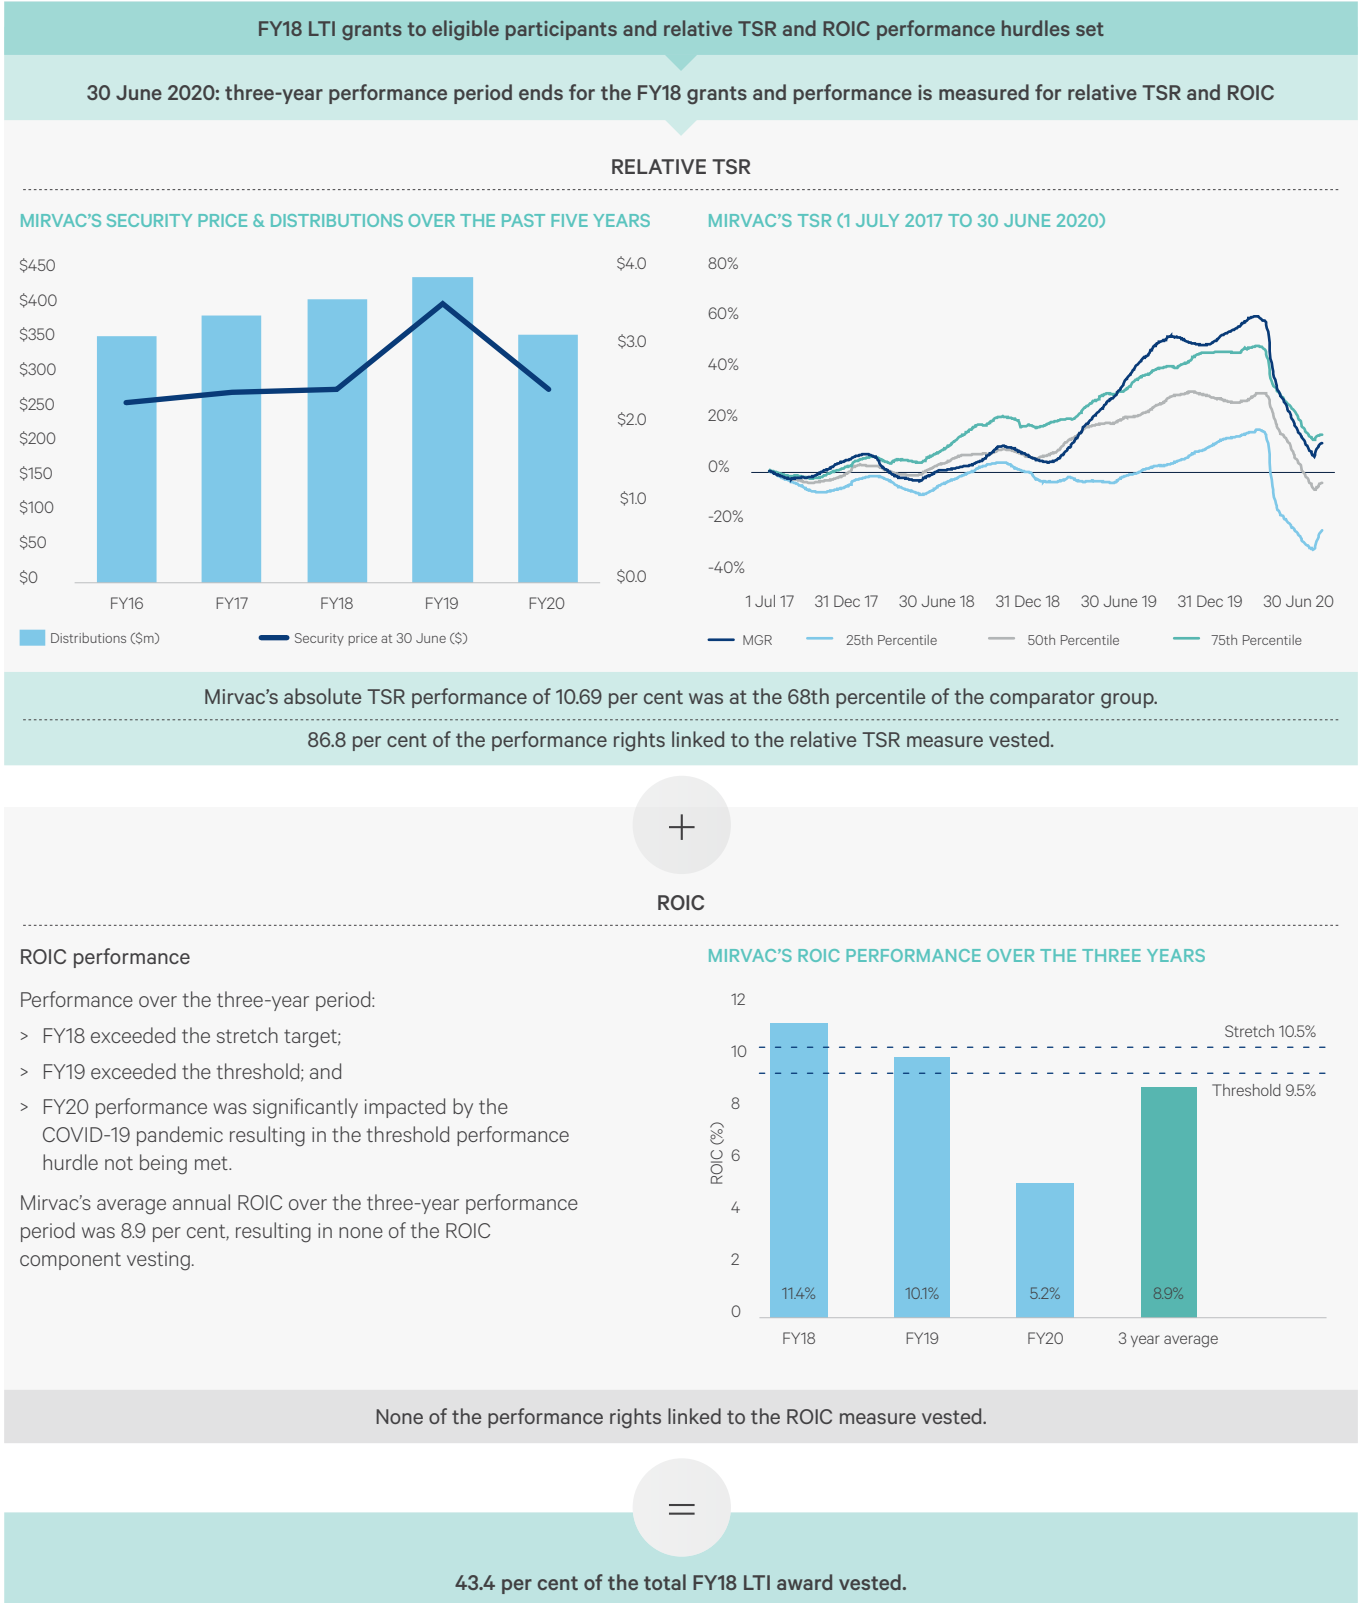 FY18 LTI grants to eligible participants and relative TSR and ROIC performance hurdles set
30 June 2020: three-year performance period ends for the FY18 grants and performance is measured for relative TSR and ROIC
RELATIVE TSR
MIRVAC’S SECURITY PRICE & DISTRIBUTIONS OVER THE PAST FIVE YEARS
$450
$400
$350
$300
$250
$200
$150
$100
$50
$0
$4.0
$3.0
$2.0
$1.0
$0.0
FY16 FY17 FY18 FY19 FY20
Distributions ($m) Security price at 30 June ($)
MIRVAC’S TSR (1 JULY 2017 TO 30 JUNE 2020)
80%
60%
40%
20%
0%
-20%
-40%
1 Jul 17 31 Dec 17 30 June 18 31 Dec 18 30 June 19 31 Dec 19 30 Jun 20
MGR 25th Percentile 50th Percentile 75th Percentile
Mirvac’s absolute TSR performance of 10.69 per cent was at the 68th percentile of the comparator group.
86.8 per cent of the performance rights linked to the relative TSR measure vested.
+
ROIC
ROIC performance
Performance over the three-year period:
> FY18 exceeded the stretch target;
> FY19 exceeded the threshold; and
> FY20 performance was significantly impacted by the
COVID-19 pandemic resulting in the threshold performance
hurdle not being met.
Mirvac’s average annual ROIC over the three-year performance
period was 8.9 per cent, resulting in none of the ROIC
component vesting.
MIRVAC’S ROIC PERFORMANCE OVER THE THREE YEARS
ROIC (%)
12
10
8
6
4
2
0
Stretch 10.5%
Threshold 9.5%
11.4% 10.1% 5.2% 8.9%
FY18 FY19 FY20 3 year average
None of the performance rights linked to the ROIC measure vested.
=
43.4 per cent of the total FY18 LTI award vested.